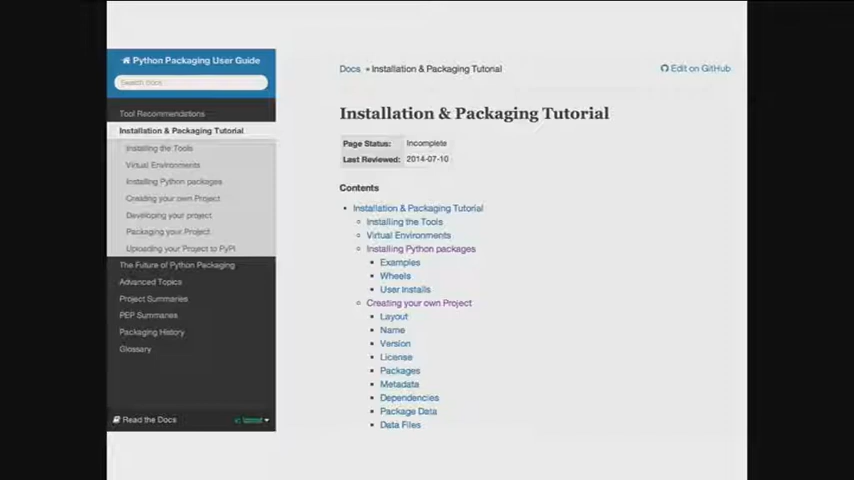 Python Packaging User Guide
Search docs
Tool Recommendations
Installation & Packaging Tutorial
Installing the Tools
Virtual Environments
Installing Python packages
Creating your own Project
Developing your project
Packaging your Project
Uploading your Project to PyPI
The Future of Python Packaging
Advanced Topics
Project Summaries
PEP Summaries
Packaging History
Glossary
Read the Docs
Docs » Installation & Packaging Tutorial
Edit on GitHub
Installation & Packaging Tutorial
Page Status: Incomplete
Last Reviewed: 2014-07-10
Contents
Installation & Packaging Tutorial
Installing the Tools
Virtual Environments
Installing Python packages
Examples
Wheels
User Installs
Creating your own Project
Layout
Name
Version
License
Packages
Metadata
Dependencies
Package Data
Data Files